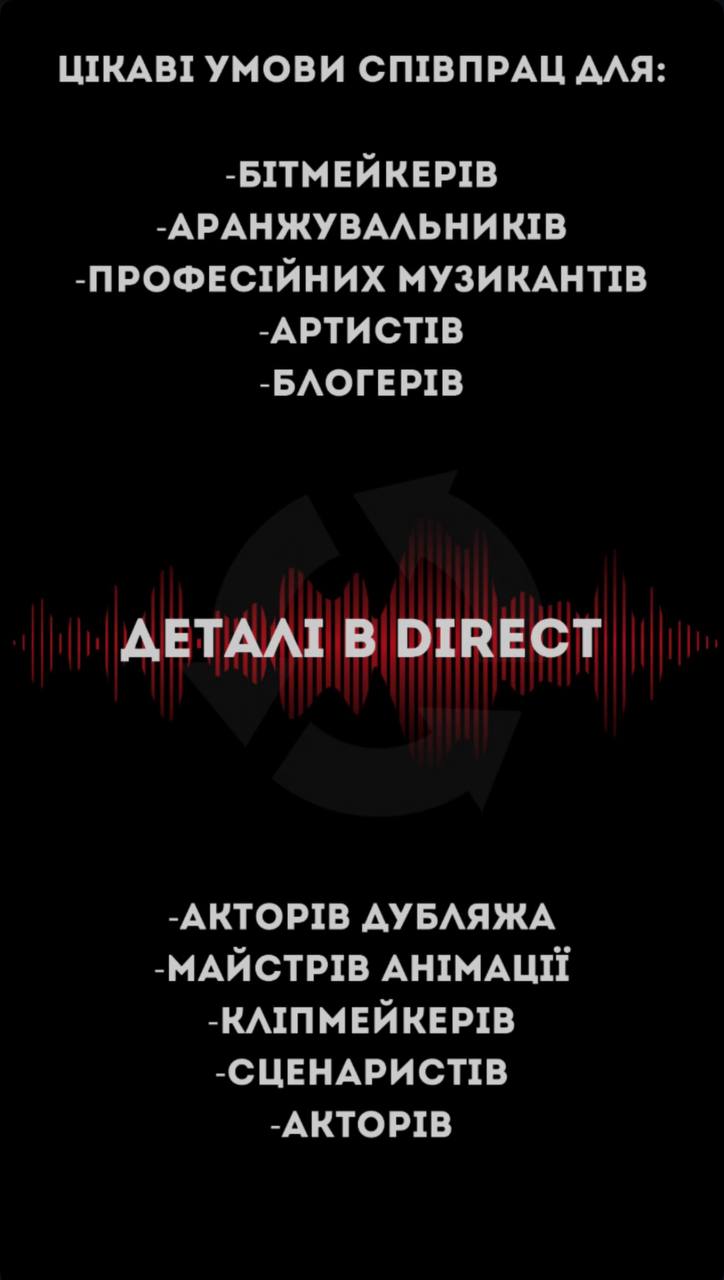 ЦІКАВІ УМОВИ СПІВПРАЦ ДЛЯ:
-БІТМЕЙКЕРІВ
-АРАНЖУВАЛЬНИКІВ
-ПРОФЕСІЙНИХ МУЗИКАНТІВ
-АРТИСТІВ
-БЛОГЕРІВ
ДЕТАЛІ В DIRECT
-АКТОРІВ ДУБЛЯЖА
-МАЙСТРІВ АНІМАЦІЇ
-КЛІПМЕЙКЕРІВ
-СЦЕНАРИСТІВ
-АКТОРІВ